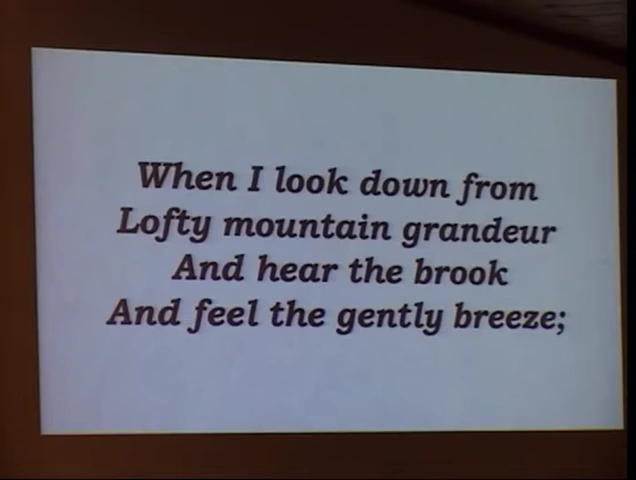 When I look down from
Lofty mountain grandeur
And hear the brook
And feel the gently breeze;